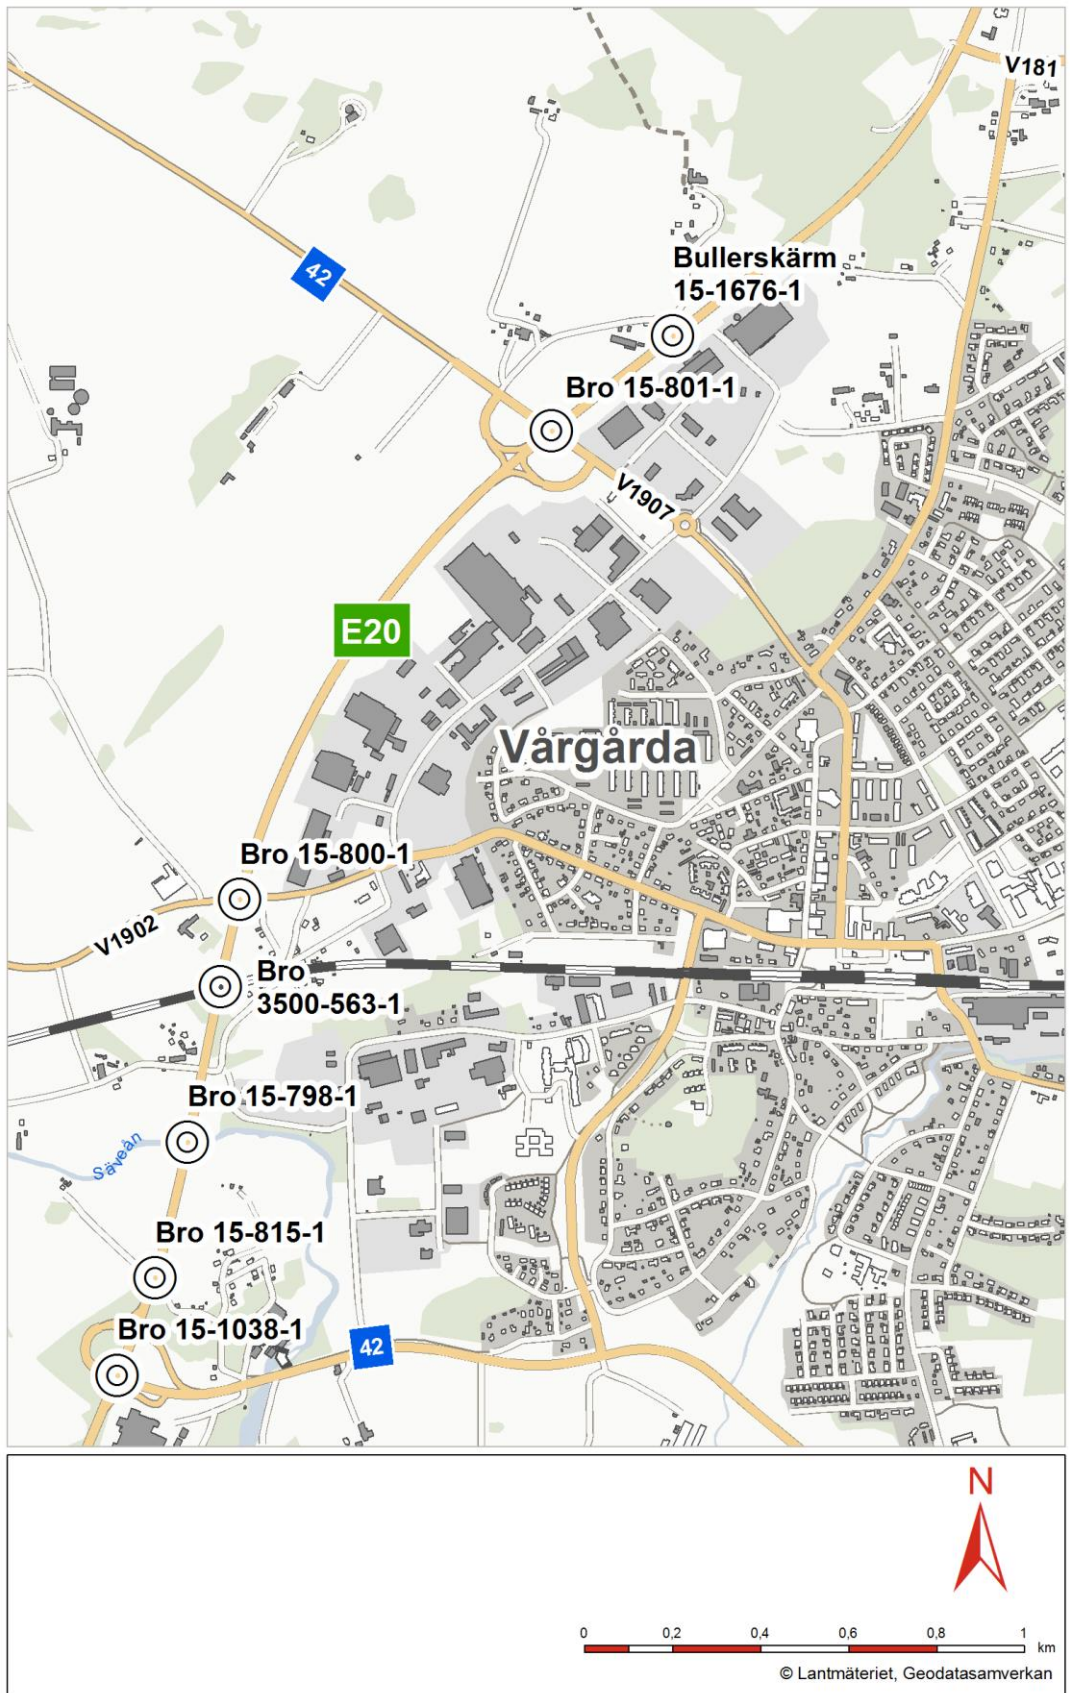 V181
42
Bullerskärm
15-1676-1
Bro 15-801-1
V1907
E20
Vårgårda
Bro 15-800-1
V1902
Bro
3500-563-1
Bro 15-798-1
Säveån
Bro 15-815-1
Bro 15-1038-1
42
N
0 0,2 0,4 0,6 0,8 1
km
© Lantmäteriet, Geodatasamverkan